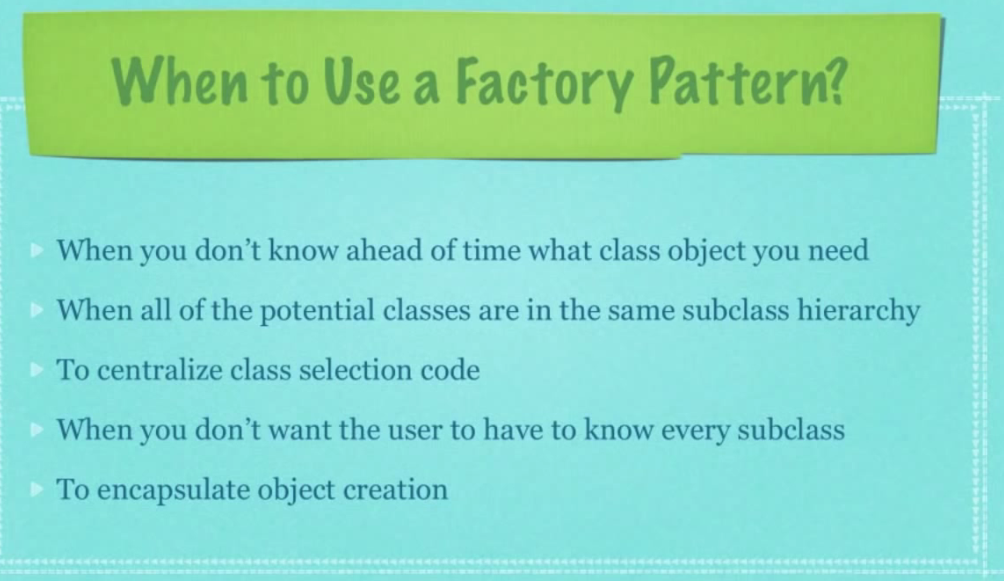 When to Use a Factory Pattern?
When you don't know ahead of time what class object you need
When all of the potential classes are in the same subclass hierarchy
To centralize class selection code
When you don't want the user to have to know every subclass
To encapsulate object creation